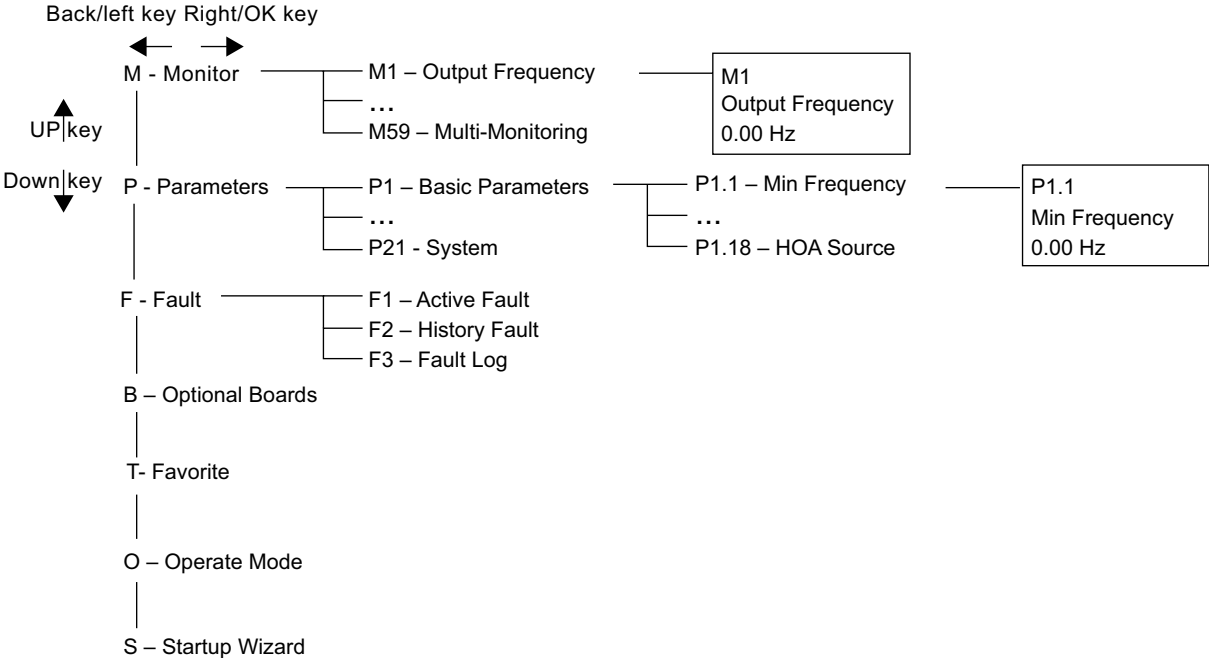 Back/left key Right/OK key
M - Monitor
M1 – Output Frequency
...
M59 – Multi-Monitoring
M1
Output Frequency
0.00 Hz
UP key
Down key
P - Parameters
P1 – Basic Parameters
...
P21 - System
P1.1 – Min Frequency
...
P1.18 – HOA Source
P1.1
Min Frequency
0.00 Hz
F - Fault
F1 – Active Fault
F2 – History Fault
F3 – Fault Log
B – Optional Boards
T- Favorite
O – Operate Mode
S – Startup Wizard